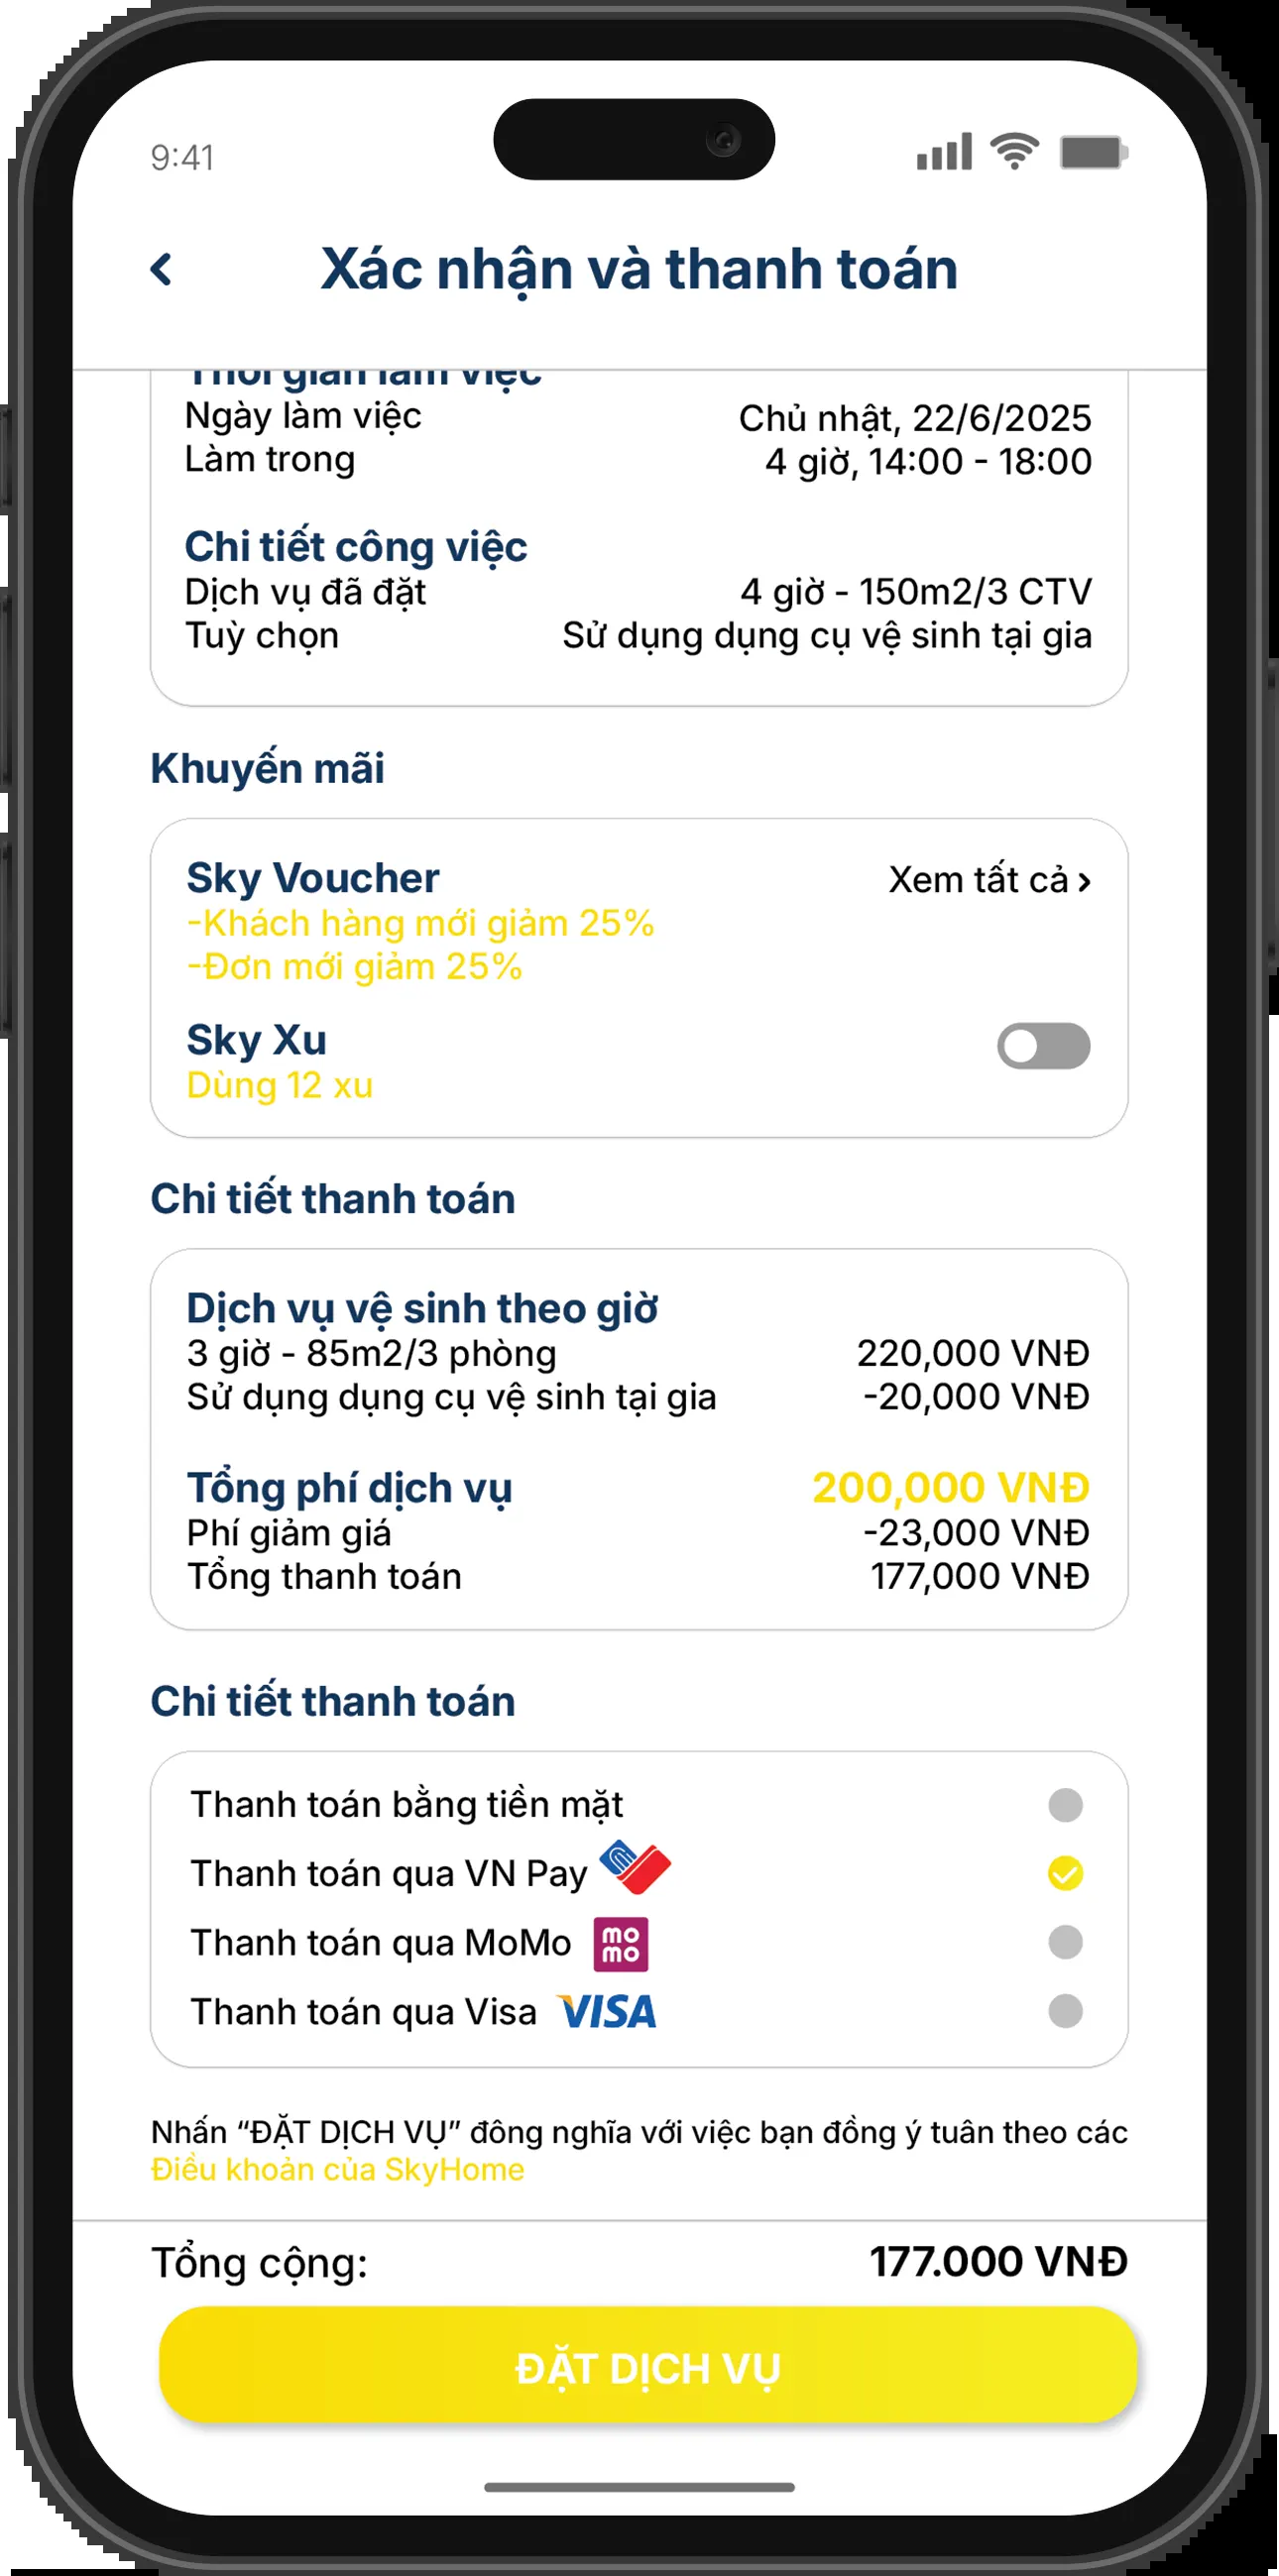 9:41
Xác nhận và thanh toán
Thời gian làm việc
Ngày làm việc Chủ nhật, 22/6/2025
Làm trong 4 giờ, 14:00 - 18:00
Chi tiết công việc
Dịch vụ đã đặt 4 giờ - 150m2/3 CTV
Tuỳ chọn Sử dụng dụng cụ vệ sinh tại gia
Khuyến mãi
Sky Voucher Xem tất cả ›
-Khách hàng mới giảm 25%
-Đơn mới giảm 25%
Sky Xu
Dùng 12 xu
Chi tiết thanh toán
Dịch vụ vệ sinh theo giờ
3 giờ - 85m2/3 phòng 220,000 VNĐ
Sử dụng dụng cụ vệ sinh tại gia -20,000 VNĐ
Tổng phí dịch vụ 200,000 VNĐ
Phí giảm giá -23,000 VNĐ
Tổng thanh toán 177,000 VNĐ
Chi tiết thanh toán
Thanh toán bằng tiền mặt
Thanh toán qua VN Pay
Thanh toán qua MoMo mo mo
Thanh toán qua Visa VISA
Nhấn “ĐẶT DỊCH VỤ” đông nghĩa với việc bạn đồng ý tuân theo các
Điều khoản của SkyHome
Tổng cộng: 177.000 VNĐ
ĐẶT DỊCH VỤ